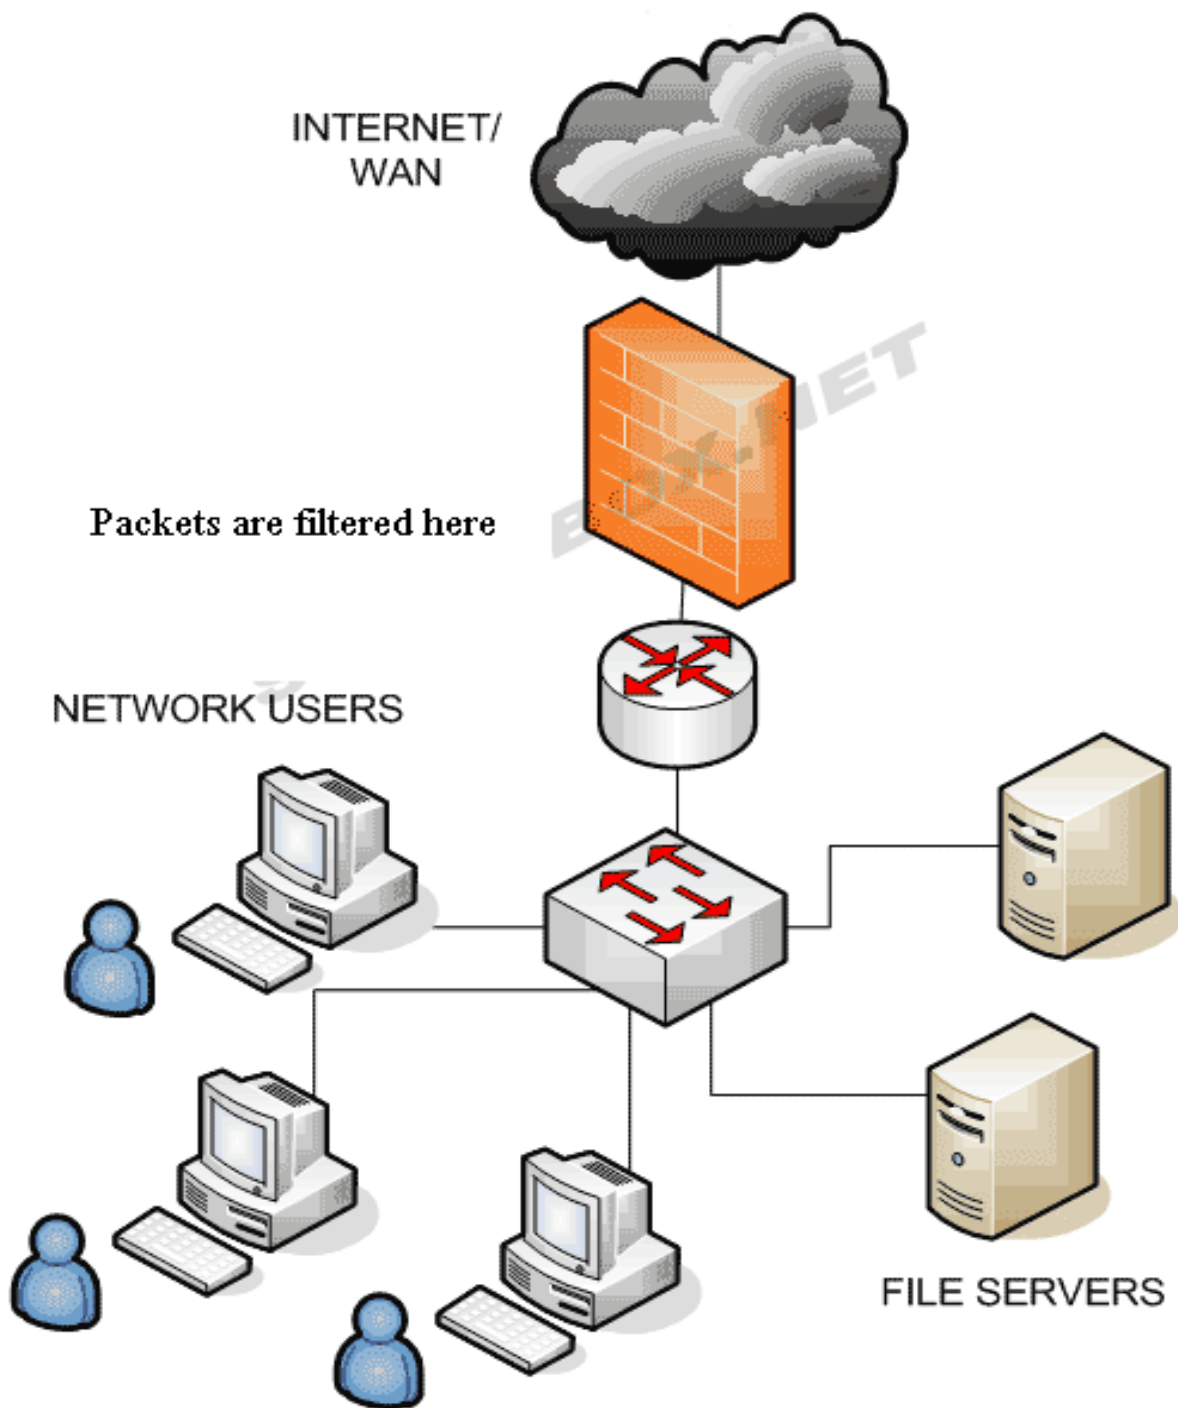 INTERNET/
WAN
Packets are filtered here
NETWORK USERS
FILE SERVERS